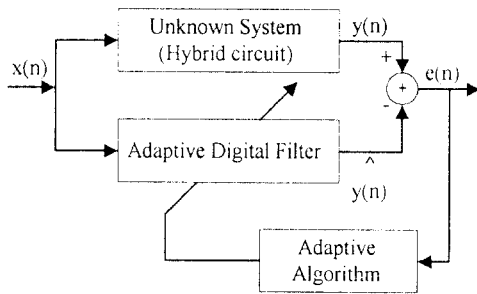 Unknown System
(Hybrid circuit)
y(n)
x(n)
+
+
e(n)
-
Adaptive Digital Filter
^
y(n)
Adaptive
Algorithm